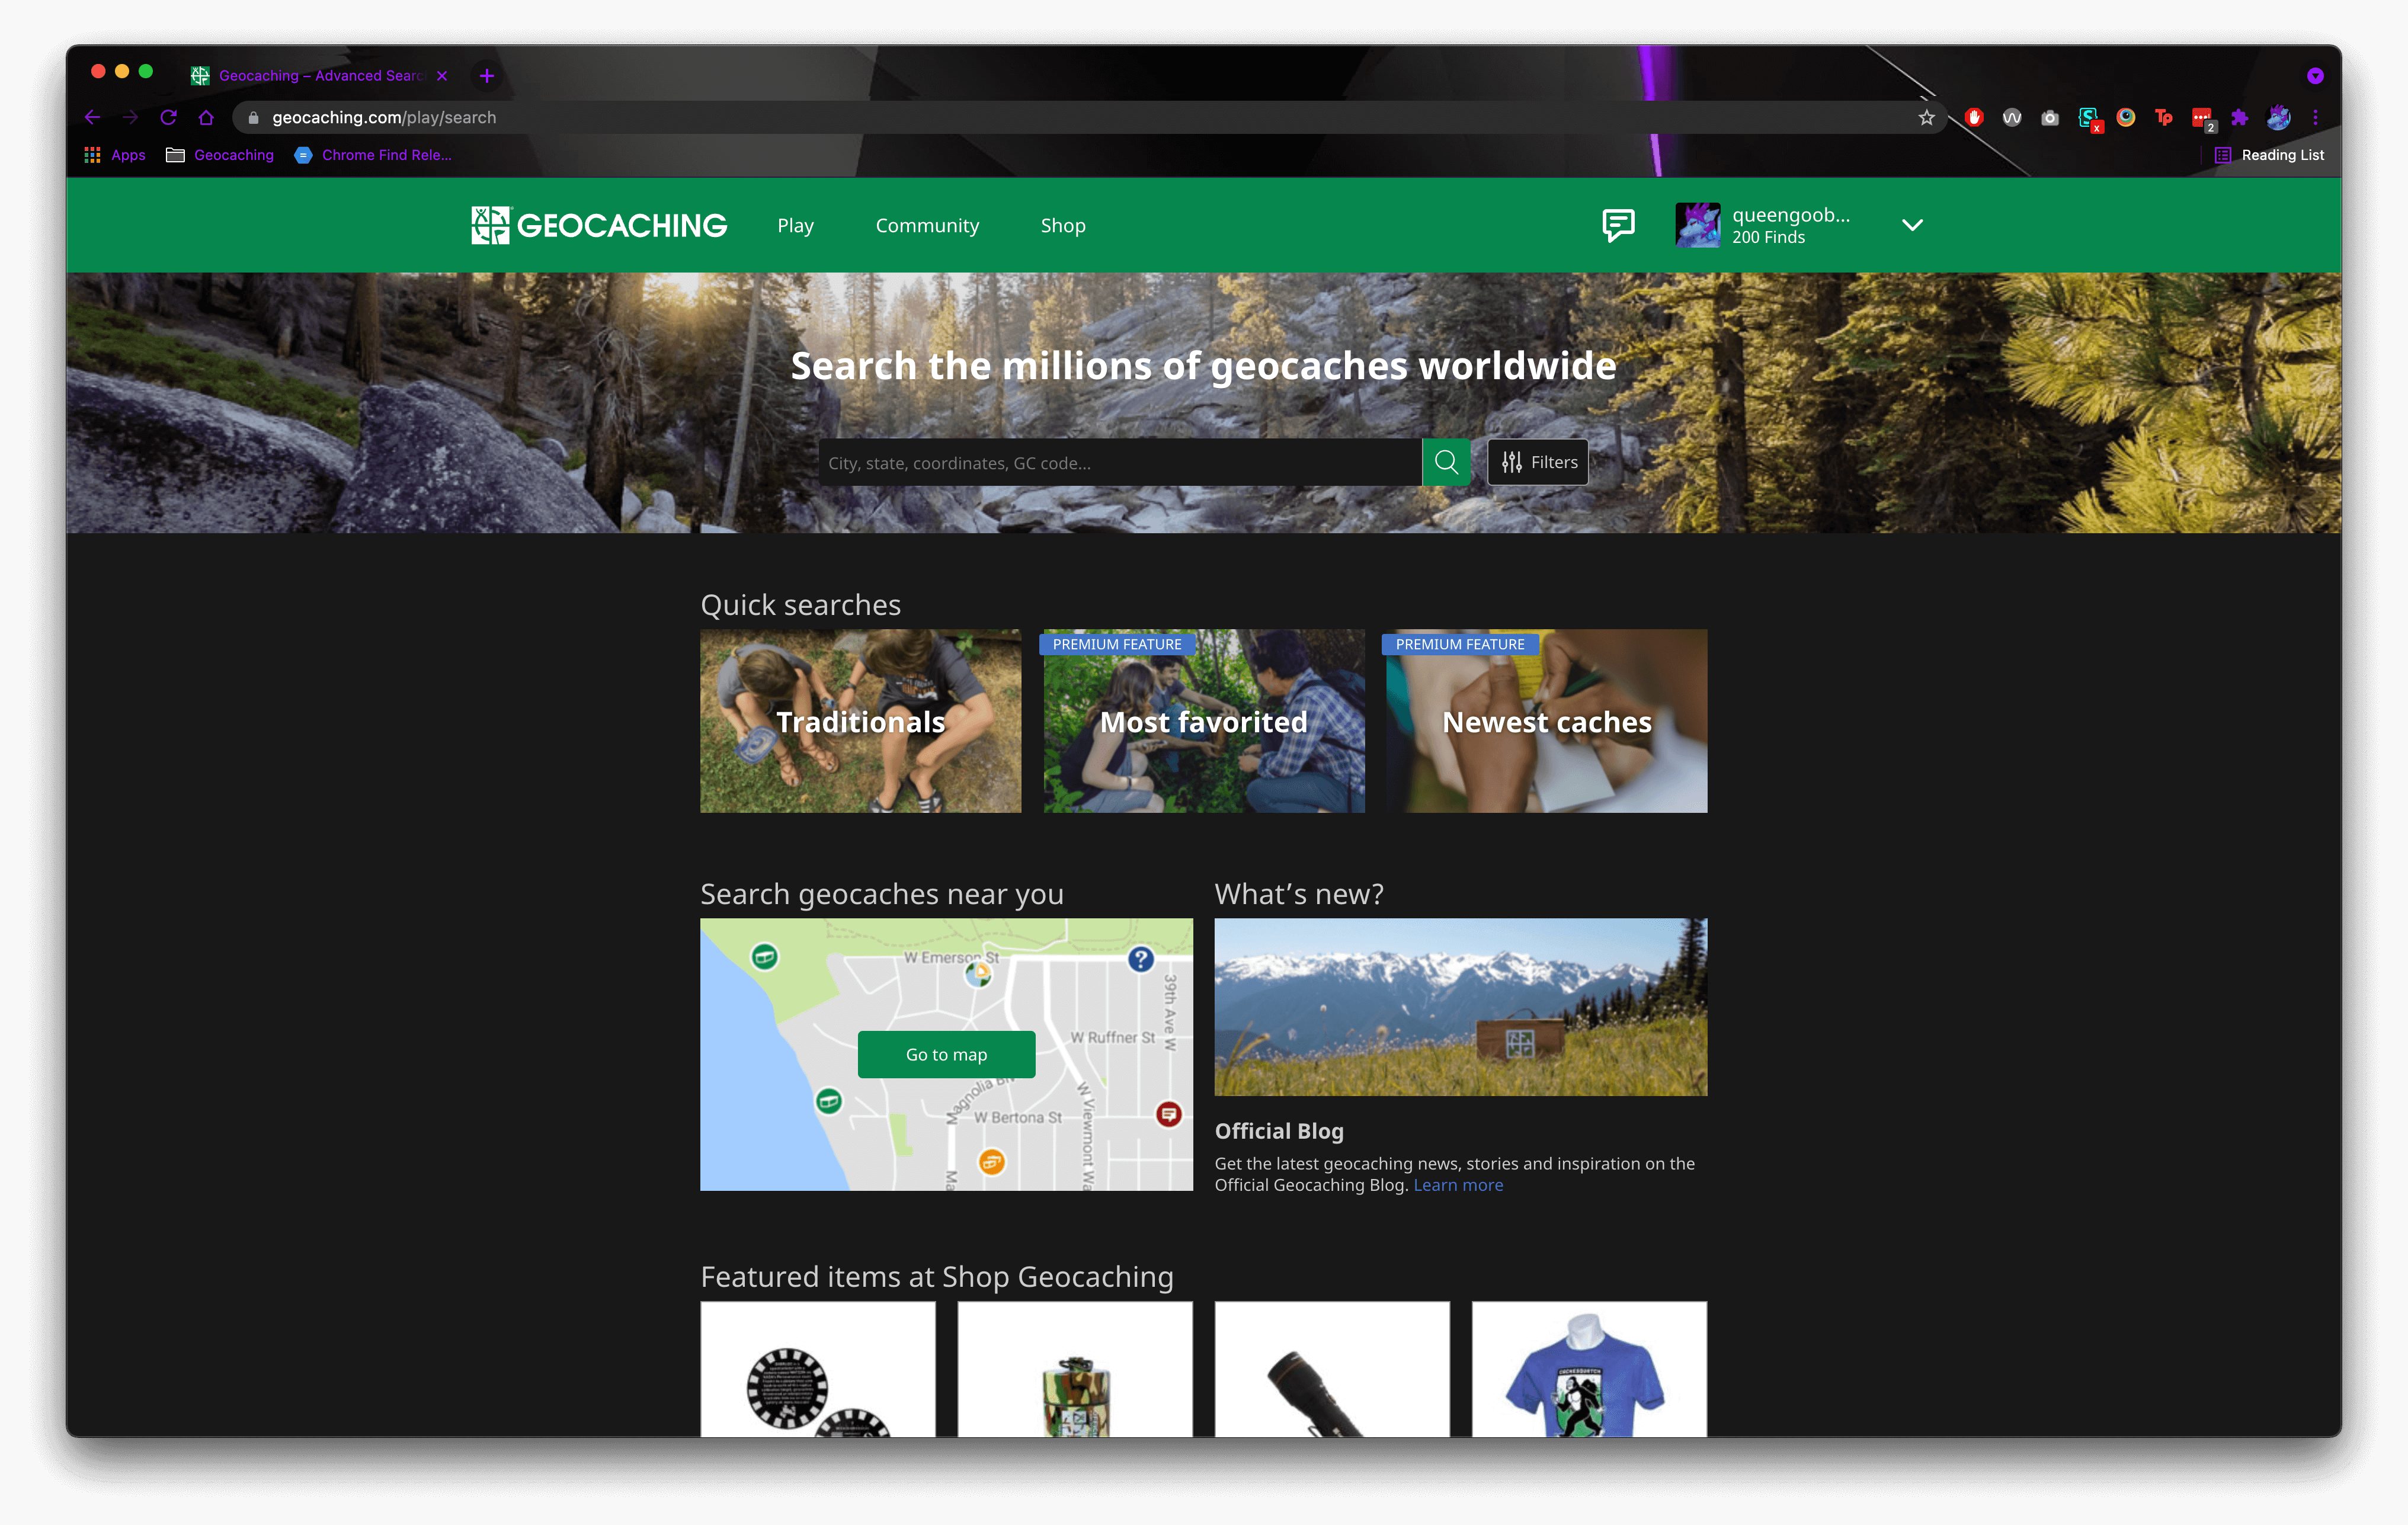 Geocaching – Advanced Searc
geocaching.com/play/search
Tp
2
Apps
Geocaching
Chrome Find Rele...
Reading List
GEOCACHING
Play
Community
Shop
queengoob...
200 Finds
Search the millions of geocaches worldwide
City, state, coordinates, GC code...
Filters
Quick searches
Traditionals
PREMIUM FEATURE
Most favorited
PREMIUM FEATURE
Newest caches
Search geocaches near you
W Emerson St
39th Ave W
W Ruffner St
Go to map
Magnolia Bl
W Bertona St
W Viewmont Wa
Ma
What's new?
Official Blog
Get the latest geocaching news, stories and inspiration on the
Official Geocaching Blog. Learn more
Featured items at Shop Geocaching